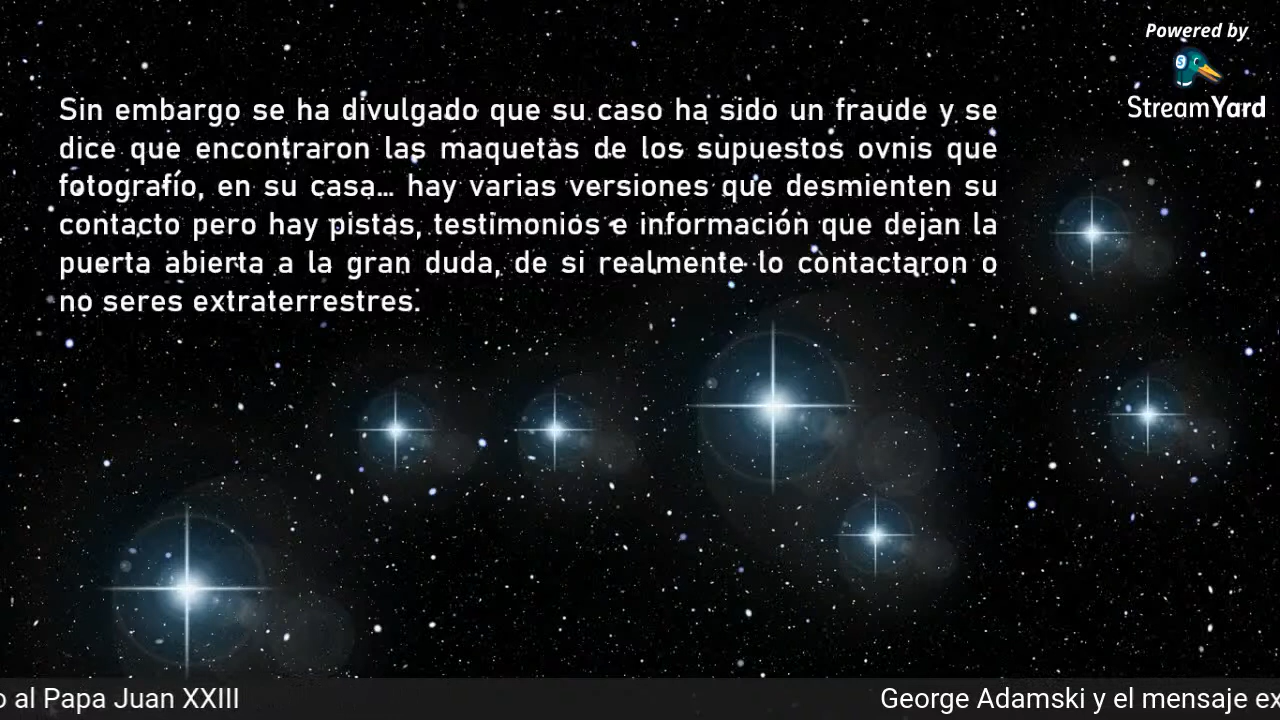 Powered by
StreamYard
Sin embargo se ha divulgado que su caso ha sido un fraude y se
dice que encontraron las maquetas de los supuestos ovnis que
fotografío, en su casa... hay varias versiones que desmienten su
contacto pero hay pistas, testimonios e información que dejan la
puerta abierta a la gran duda, de si realmente lo contactaron o
no seres extraterrestres.
o al Papa Juan XXIII
George Adamski y el mensaje ex